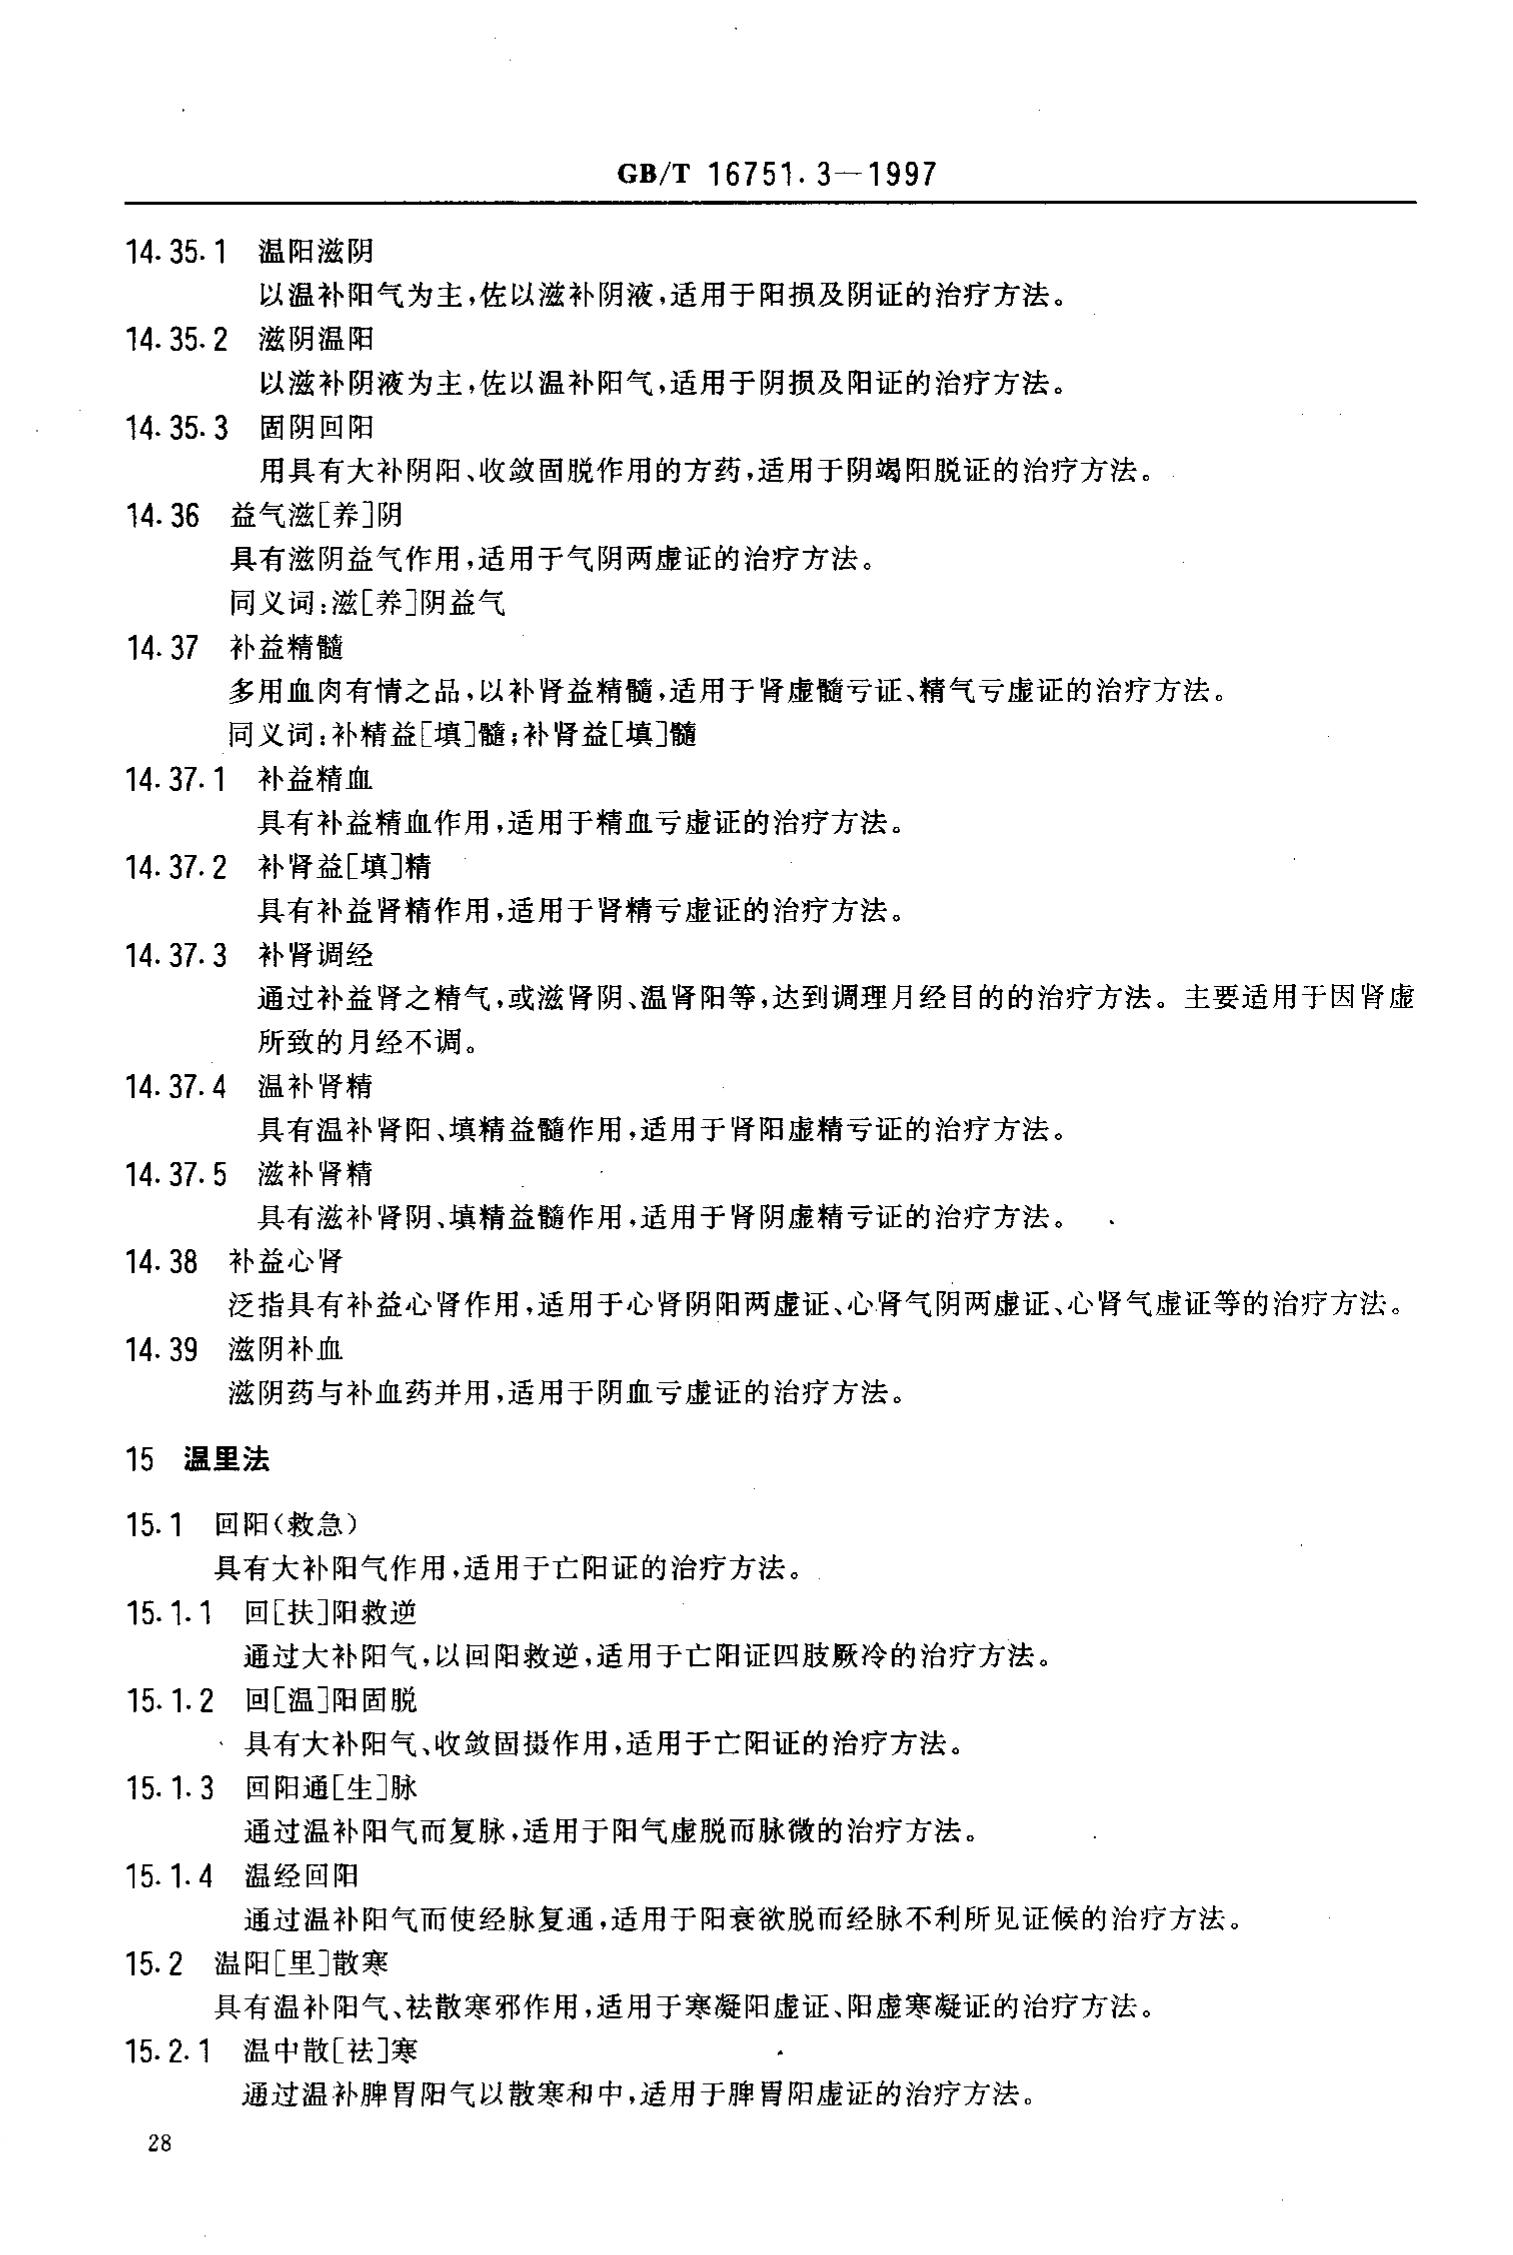 GB/T 16751.3—1997
14.35.1 温阳滋阴
以温补阳气为主,佐以滋补阴液,适用于阳损及阴证的治疗方法。
14.35.2 滋阴温阳
以滋补阴液为主,佐以温补阳气,适用于阴损及阳证的治疗方法。
14.35.3 固阴回阳
用具有大补阴阳、收敛固脱作用的方药,适用于阴竭阳脱证的治疗方法。
14.36 益气滋[养]阴
具有滋阴益气作用,适用于气阴两虚证的治疗方法。
同义词:滋[养]阴益气
14.37 补益精髓
多用血肉有情之品,以补肾益精髓,适用于肾虚髓亏证、精气亏虚证的治疗方法。
同义词:补精益[填]髓;补肾益[填]髓
14.37.1 补益精血
具有补益精血作用,适用于精血亏虚证的治疗方法。
14.37.2 补肾益[填]精
具有补益肾精作用,适用于肾精亏虚证的治疗方法。
14.37.3 补肾调经
通过补益肾之精气,或滋肾阴、温肾阳等,达到调理月经目的的治疗方法。主要适用于因肾虚
所致的月经不调。
14.37.4 温补肾精
具有温补肾阳、填精益髓作用,适用于肾阳虚精亏证的治疗方法。
14.37.5 滋补肾精
具有滋补肾阴、填精益髓作用,适用于肾阴虚精亏证的治疗方法。
14.38 补益心肾
泛指具有补益心肾作用,适用于心肾阴阳两虚证、心肾气阴两虚证、心肾气虚证等的治疗方法。
14.39 滋阴补血
滋阴药与补血药并用,适用于阴血亏虚证的治疗方法。
15 温里法
15.1 回阳(救急)
具有大补阳气作用,适用于亡阳证的治疗方法。
15.1.1 回[扶]阳救逆
通过大补阳气,以回阳救逆,适用于亡阳证四肢厥冷的治疗方法。
15.1.2 回[温]阳固脱
具有大补阳气、收敛固摄作用,适用于亡阳证的治疗方法。
15.1.3 回阳通[生]脉
通过温补阳气而复脉,适用于阳气虚脱而脉微的治疗方法。
15.1.4 温经回阳
通过温补阳气而使经脉复通,适用于阳衰欲脱而经脉不利所见证候的治疗方法。
15.2 温阳[里]散寒
具有温补阳气、祛散寒邪作用,适用于寒凝阳虚证、阳虚寒凝证的治疗方法。
15.2.1 温中散[祛]寒
通过温补脾胃阳气以散寒和中,适用于脾胃阳虚证的治疗方法。
28